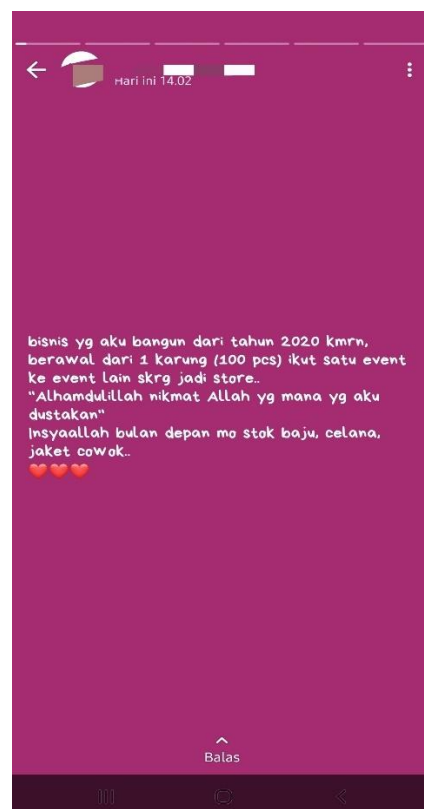 Hari ini 14.02
bisnis yg aku bangun dari tahun 2020 kmrn,
berawal dari 1 karung (100 pcs) ikut satu event
ke event lain skrg jadi store..
"Alhamdulillah nikmat Allah yg mana yg aku
dustakan"
Insyaallah bulan depan mo stok baju, celana,
jaket cowok..
❤️❤️❤️
Balas